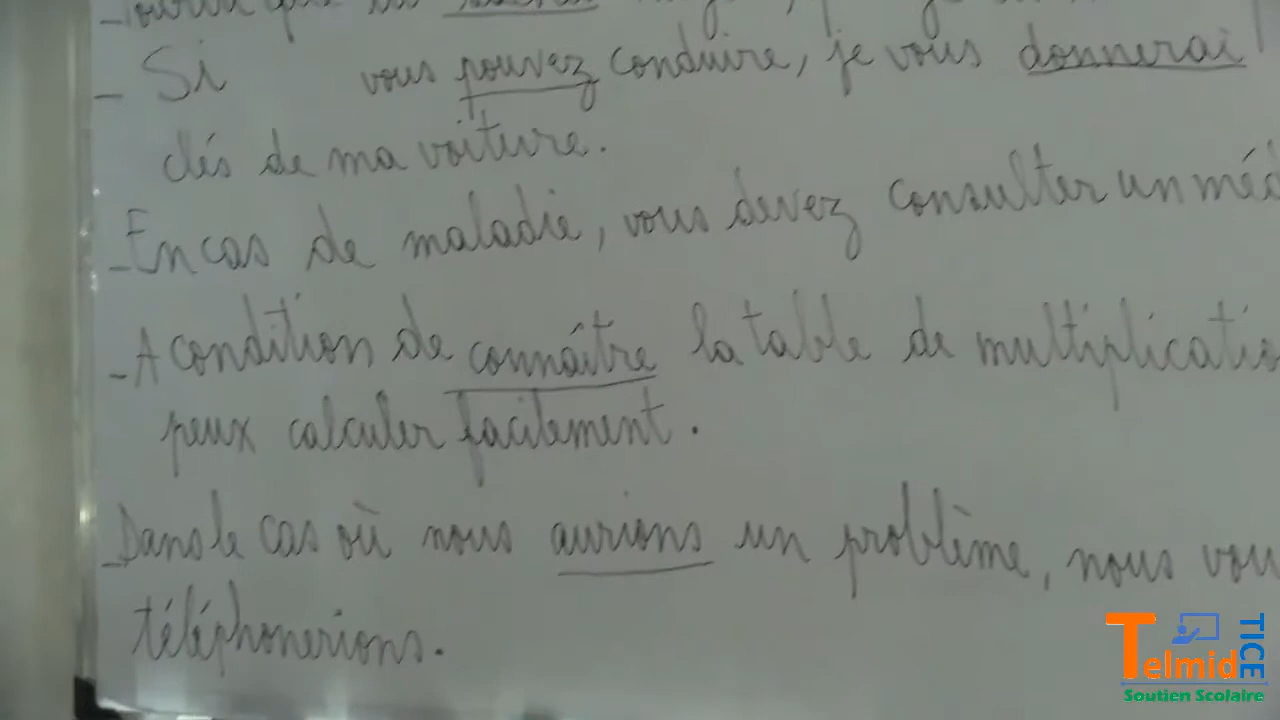 - Si vous pouvez conduire, je vous donnerai
clés de ma voiture.
- En cas de maladie, vous devez consulter un méd
- A condition de connaître la table de multiplicatio
peux calculer facilement.
- Dans le cas où nous aurions un problème, nous vou
téléphonerions.
Telmid TICE
Soutien Scolaire